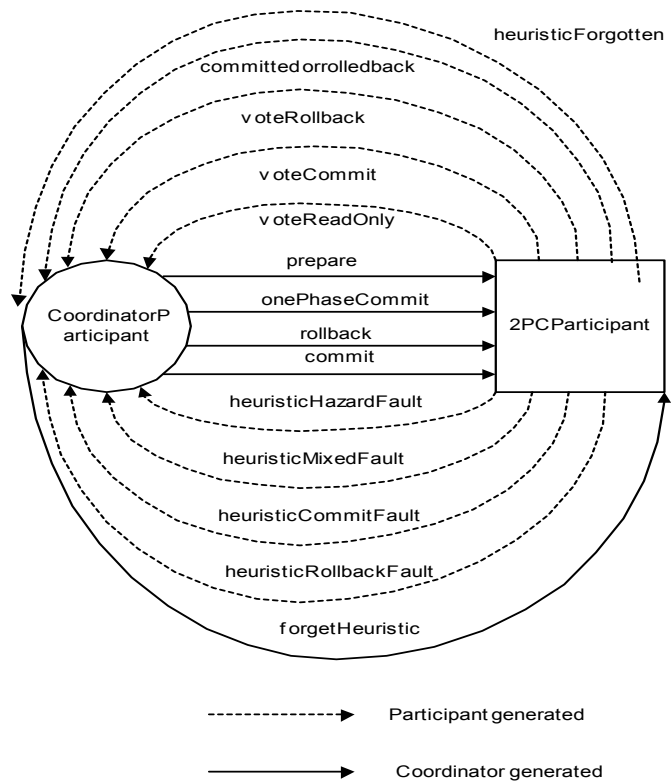 heuristicForgotten
committedorrolledback
voteRollback
voteCommit
voteReadOnly
prepare
onePhaseCommit
rollback
commit
CoordinatorP
articipant
2PCParticipant
heuristicHazardFault
heuristicMixedFault
heuristicCommitFault
heuristicRollbackFault
forgetHeuristic
Participant generated
Coordinator generated